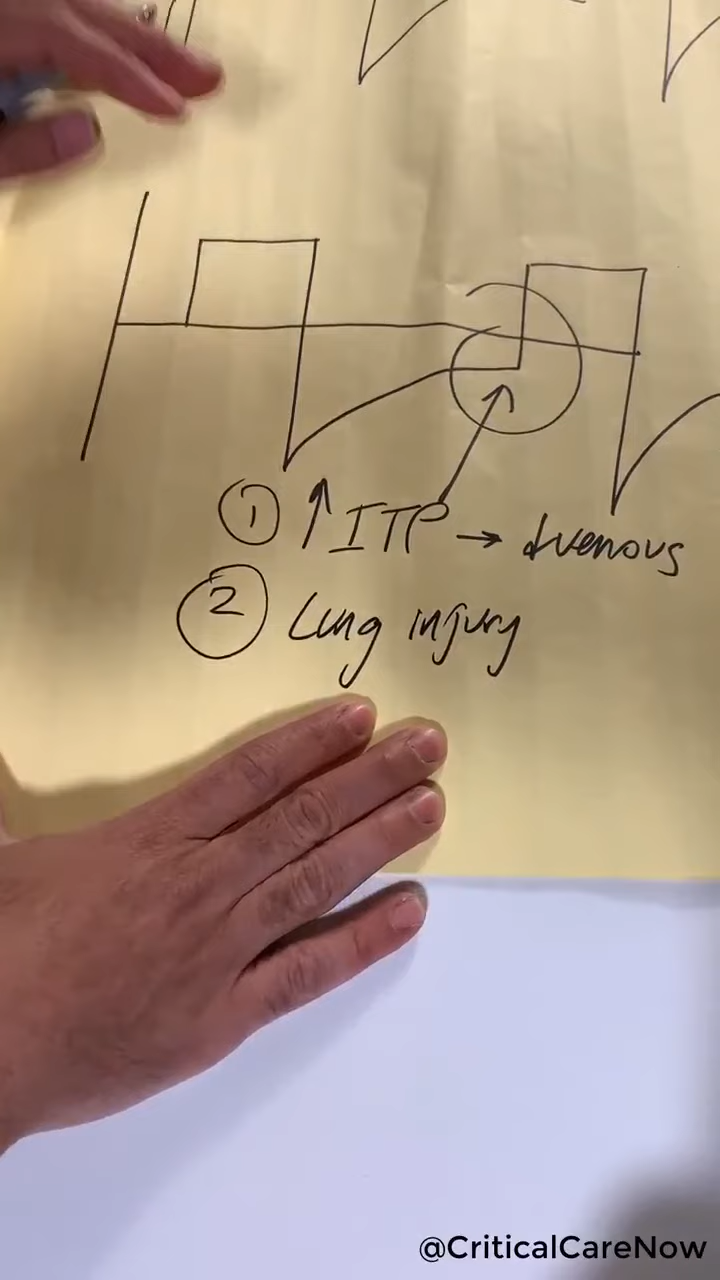 ① ↑ ITP → ↓venous
② Lung injury
@CriticalCareNow